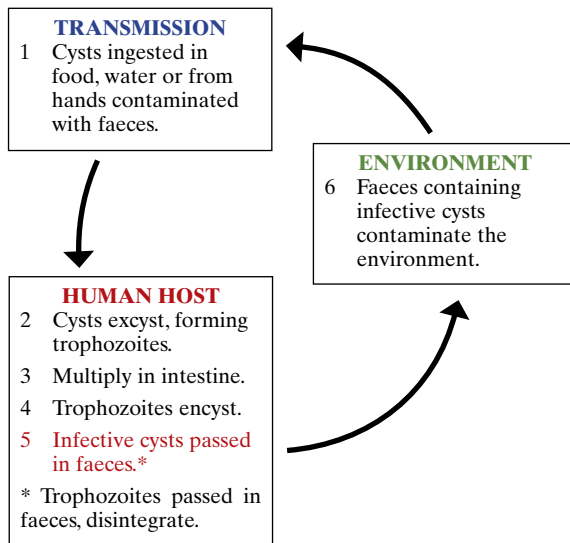 TRANSMISSION
1 Cysts ingested in
food, water or from
hands contaminated
with faeces.
ENVIRONMENT
6 Faeces containing
infective cysts
contaminate the
environment.
HUMAN HOST
2 Cysts excyst, forming
trophozoites.
3 Multiply in intestine.
4 Trophozoites encyst.
5 Infective cysts passed
in faeces.*
* Trophozoites passed in
faeces, disintegrate.